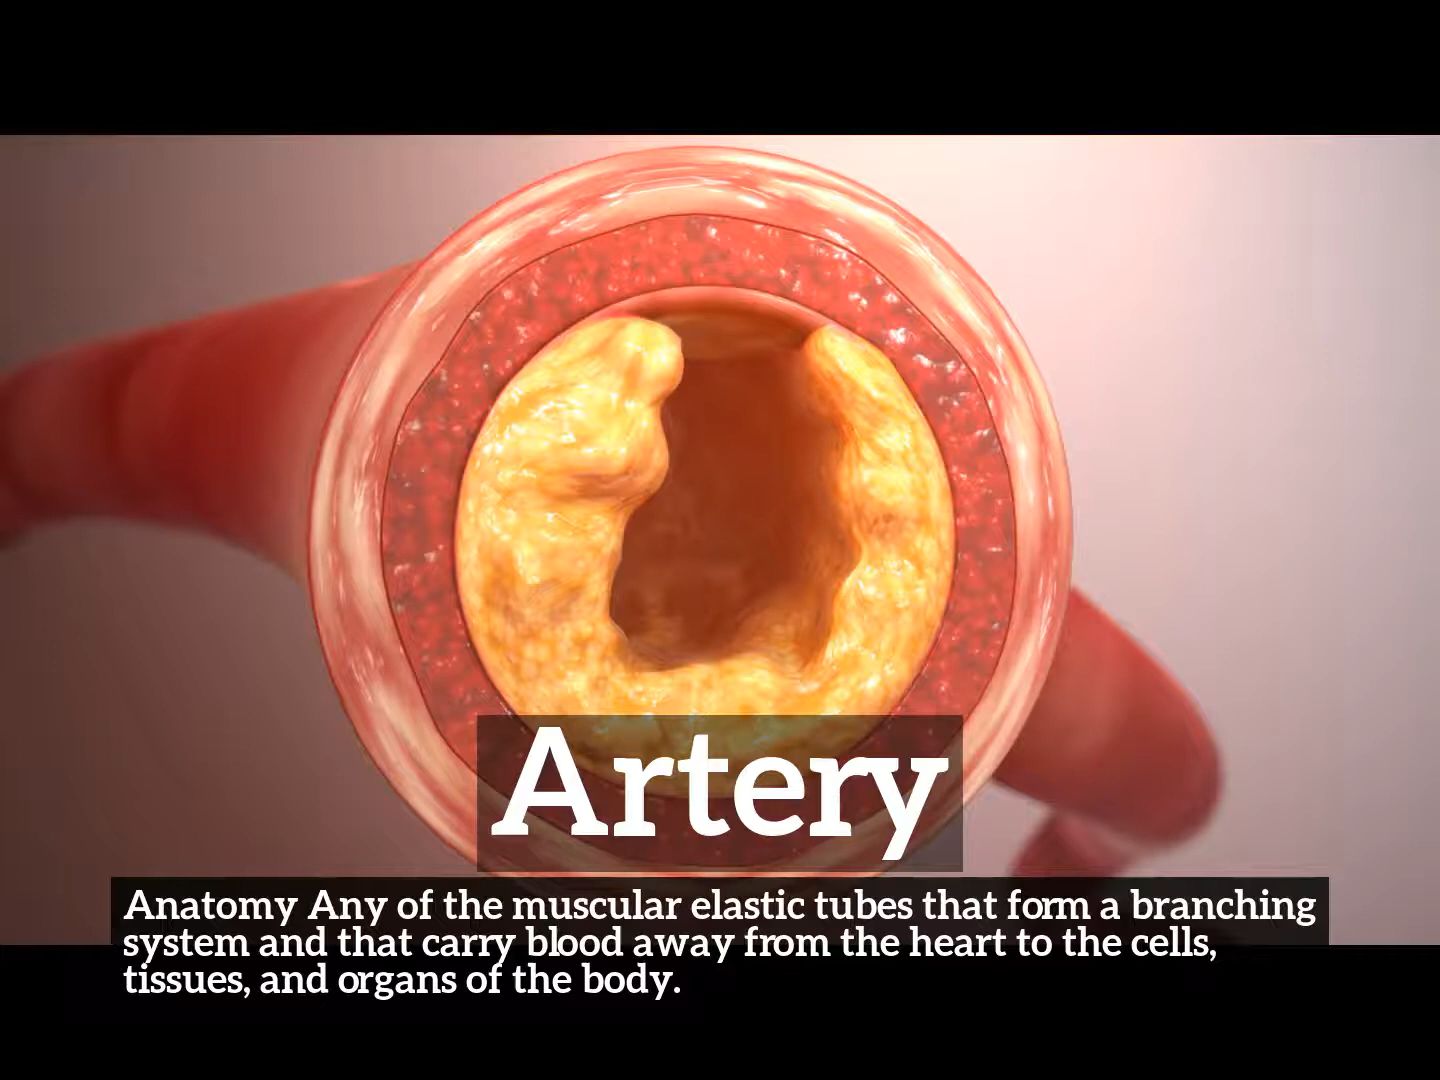 Artery
Anatomy Any of the muscular elastic tubes that form a branching
system and that carry blood away from the heart to the cells,
tissues, and organs of the body.